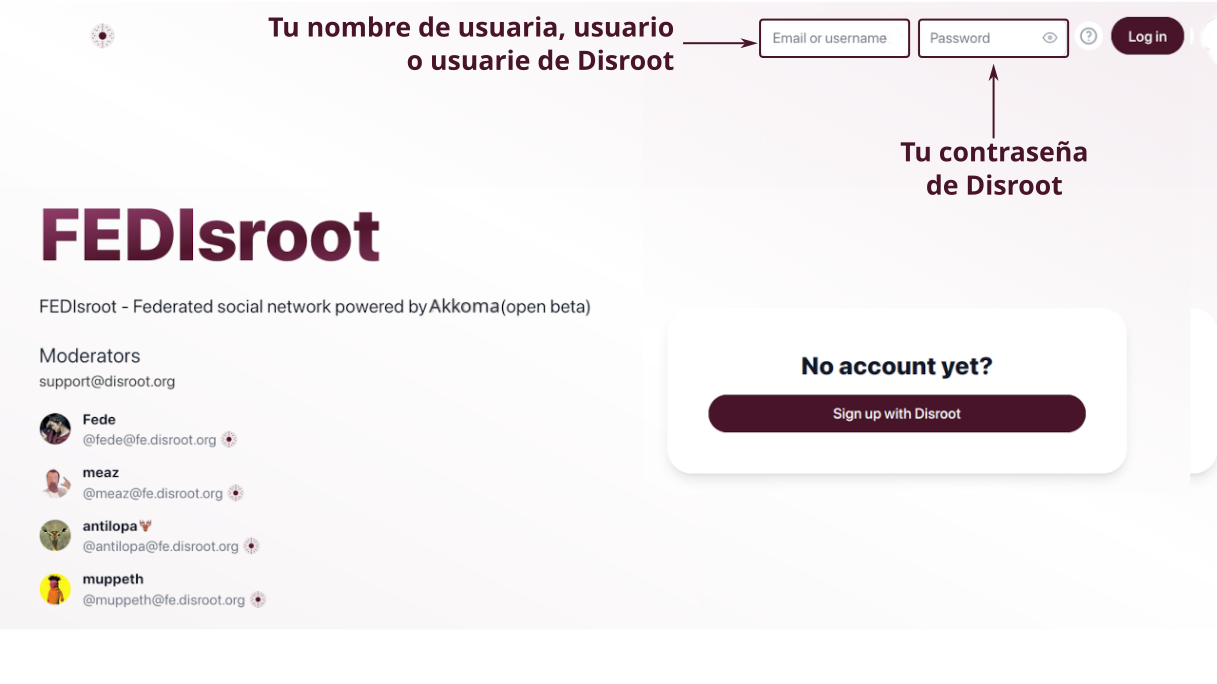 Tu nombre de usuaria, usuario
o usuarie de Disroot
Email or username
Password
Log in
Tu contraseña
de Disroot
FEDIsroot
FEDIsroot - Federated social network powered by Akkoma (open beta)
Moderators
support@disroot.org
Fede
@fede@fe.disroot.org
meaz
@meaz@fe.disroot.org
antilopa
@antilopa@fe.disroot.org
muppeth
@muppeth@fe.disroot.org
No account yet?
Sign up with Disroot